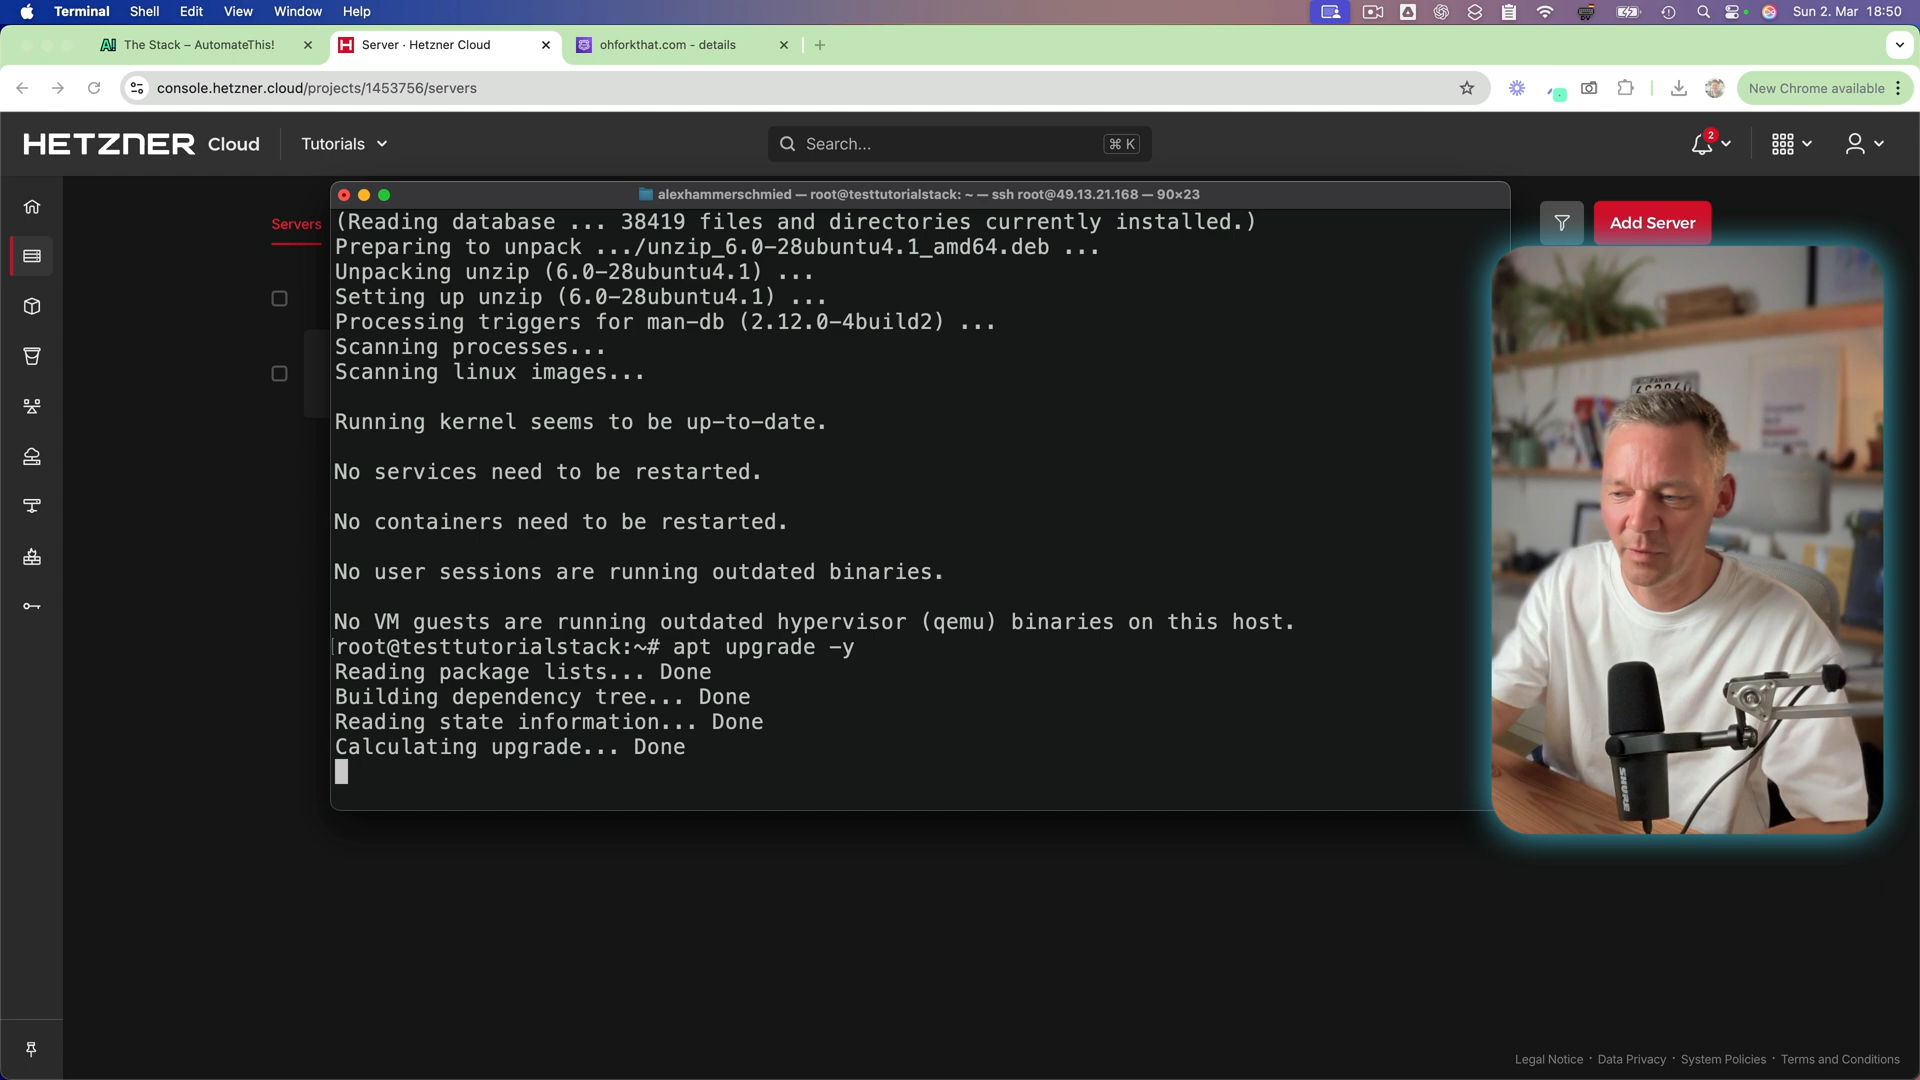 Terminal Shell Edit View Window Help
Sun 2. Mar 18:50
The Stack – AutomateThis!
Server · Hetzner Cloud
ohforkthat.com - details
console.hetzner.cloud/projects/1453756/servers
New Chrome available
HETZNER Cloud
Tutorials
Search...
⌘ K
2
Servers
Add Server
alexhammerschmied — root@testtutorialstack: ~ — ssh root@49.13.21.168 — 90×23
(Reading database ... 38419 files and directories currently installed.)
Preparing to unpack .../unzip_6.0-28ubuntu4.1_amd64.deb ...
Unpacking unzip (6.0-28ubuntu4.1) ...
Setting up unzip (6.0-28ubuntu4.1) ...
Processing triggers for man-db (2.12.0-4build2) ...
Scanning processes...
Scanning linux images...
Running kernel seems to be up-to-date.
No services need to be restarted.
No containers need to be restarted.
No user sessions are running outdated binaries.
No VM guests are running outdated hypervisor (qemu) binaries on this host.
root@testtutorialstack:~# apt upgrade -y
Reading package lists... Done
Building dependency tree... Done
Reading state information... Done
Calculating upgrade... Done
SHURE
Legal Notice · Data Privacy · System Policies · Terms and Conditions